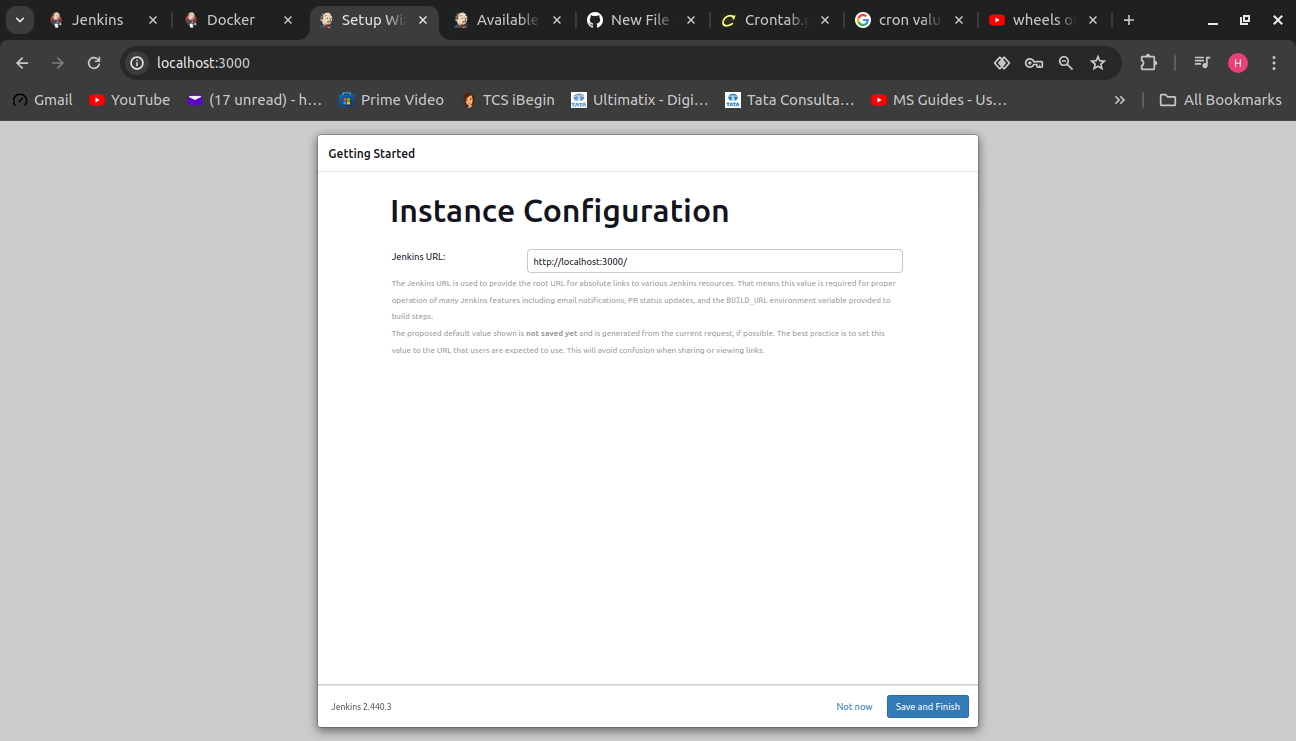 Jenkins
Docker
Setup Wi
Available
New File
Crontab.
cron valu
wheels o
localhost:3000
H
Gmail
YouTube
(17 unread) - h…
Prime Video
TCS iBegin
Ultimatix - Digi…
TATA
Tata Consulta…
MS Guides - Us…
All Bookmarks
Getting Started
Instance Configuration
Jenkins URL:
http://localhost:3000/
The Jenkins URL is used to provide the root URL for absolute links to various Jenkins resources. That means this value is required for proper
operation of many Jenkins features including email notifications, PR status updates, and the BUILD_URL environment variable provided to
build steps.
The proposed default value shown is not saved yet and is generated from the current request, if possible. The best practice is to set this
value to the URL that users are expected to use. This will avoid confusion when sharing or viewing links.
Jenkins 2.440.3
Not now
Save and Finish